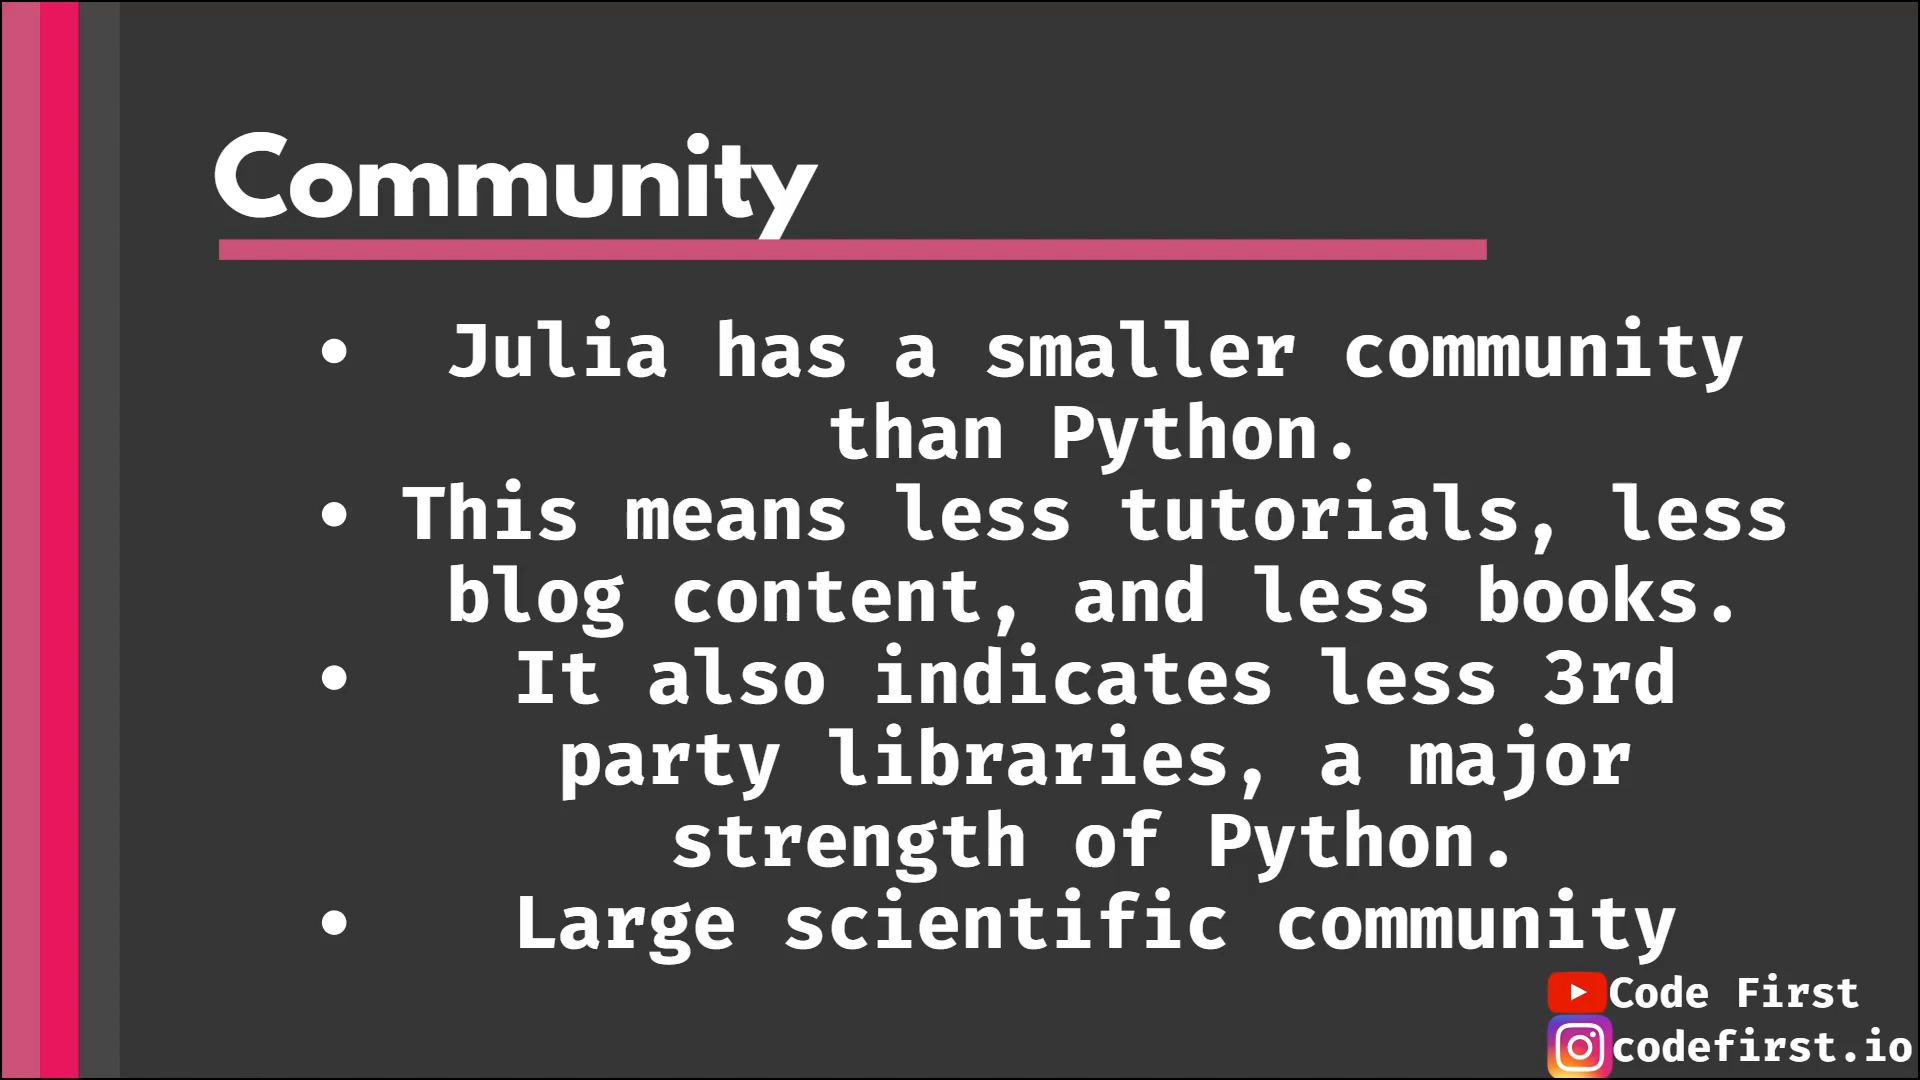 Community
• Julia has a smaller community
than Python.
• This means less tutorials, less
blog content, and less books.
• It also indicates less 3rd
party libraries, a major
strength of Python.
• Large scientific community
Code First
codefirst.io